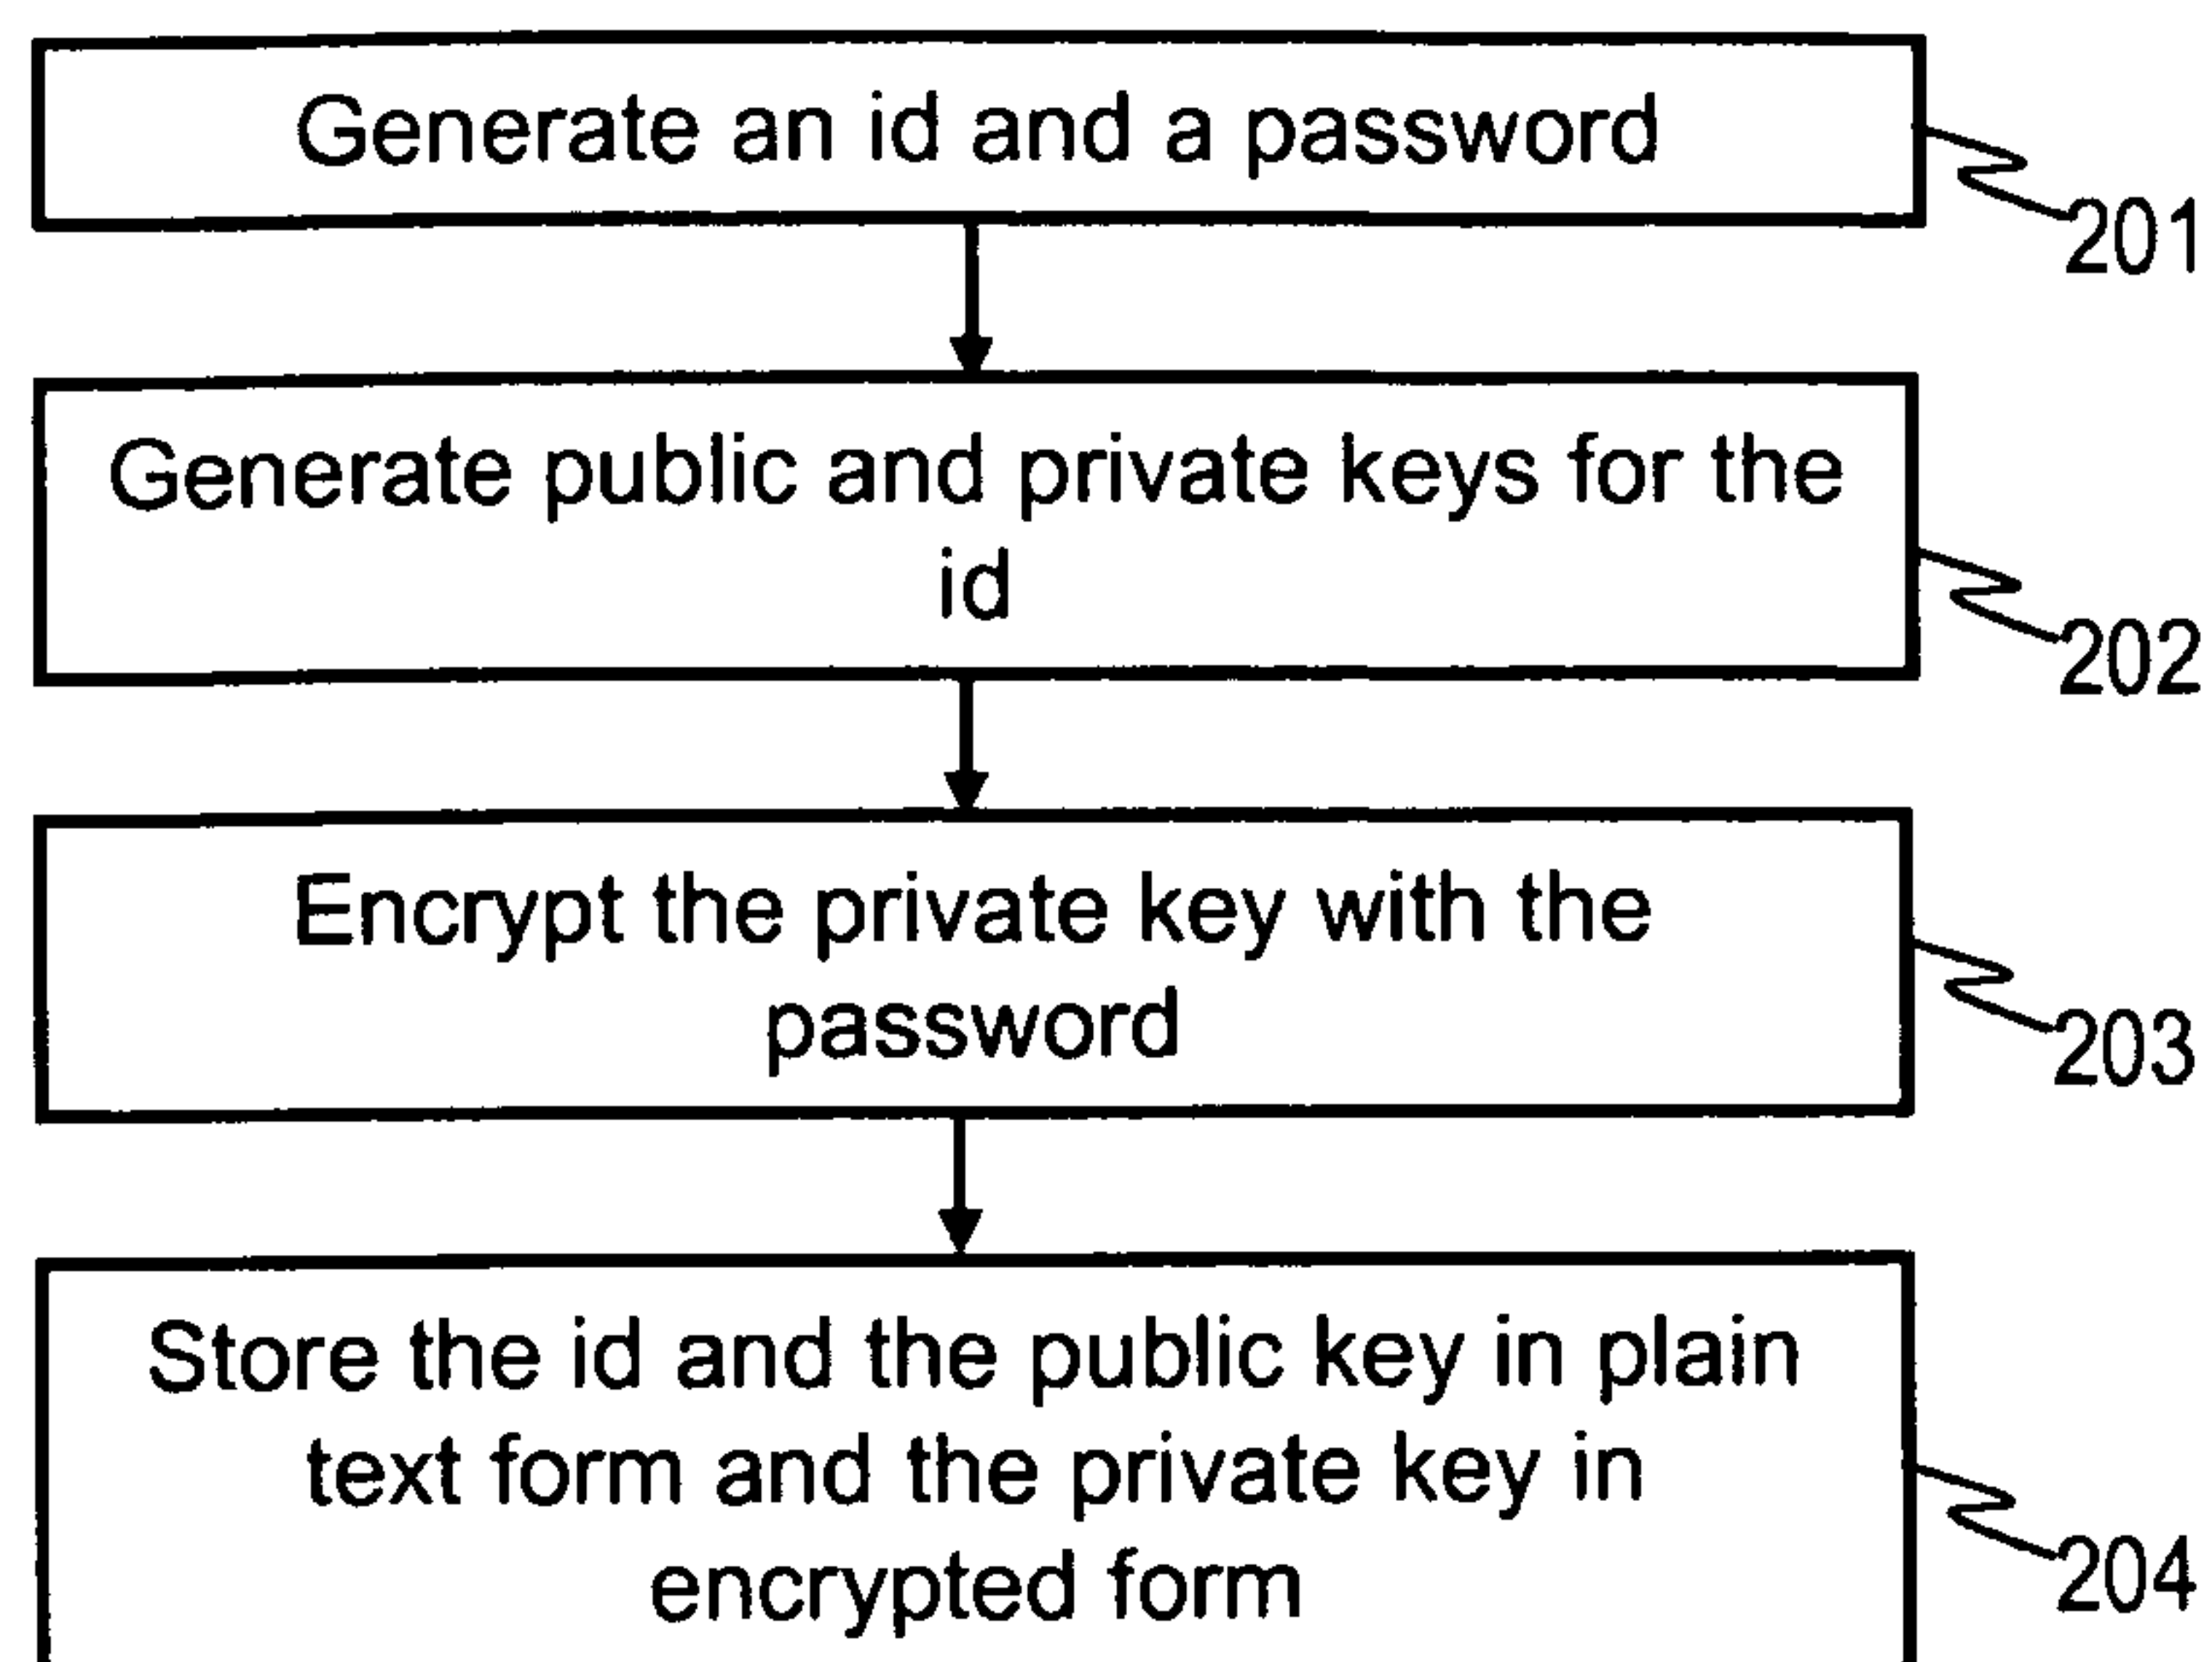 Generate an id and a password
201
Generate public and private keys for the
id
202
Encrypt the private key with the
password
203
Store the id and the public key in plain
text form and the private key in
encrypted form
204